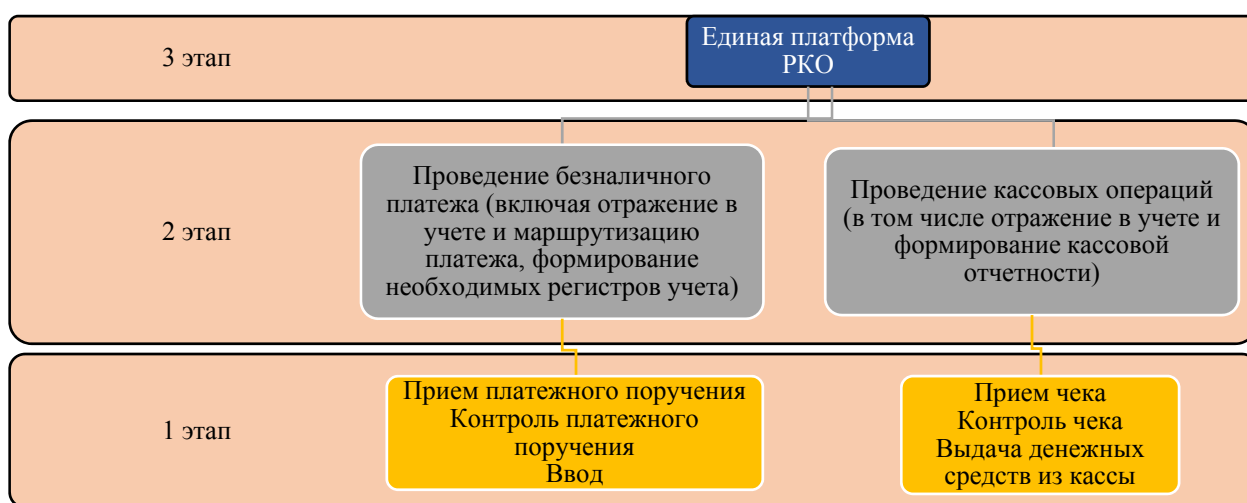 3 этап
Единая платформа
РКО
2 этап
Проведение безналичного
платежа (включая отражение в
учете и маршрутизацию
платежа, формирование
необходимых регистров учета)
Проведение кассовых операций
(в том числе отражение в учете и
формирование кассовой
отчетности)
1 этап
Прием платежного поручения
Контроль платежного
поручения
Ввод
Прием чека
Контроль чека
Выдача денежных
средств из кассы